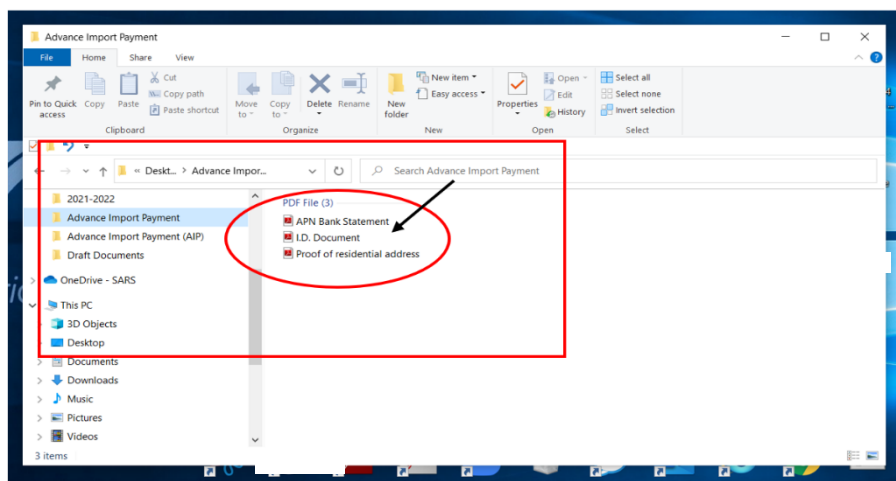 Advance Import Payment
File Home Share View
Pin to Quick access
Copy
Paste
Cut
Copy path
Paste shortcut
Move to
Copy to
Delete
Rename
New folder
New item
Easy access
Properties
Open
Edit
History
Select all
Select none
Invert selection
Clipboard Organize New Open Select
« Deskt... > Advance Impor...
Search Advance Import Payment
2021-2022
Advance Import Payment
Advance Import Payment (AIP)
Draft Documents
OneDrive - SARS
This PC
3D Objects
Desktop
Documents
Downloads
Music
Pictures
Videos
PDF File (3)
APN Bank Statement
I.D. Document
Proof of residential address
3 items